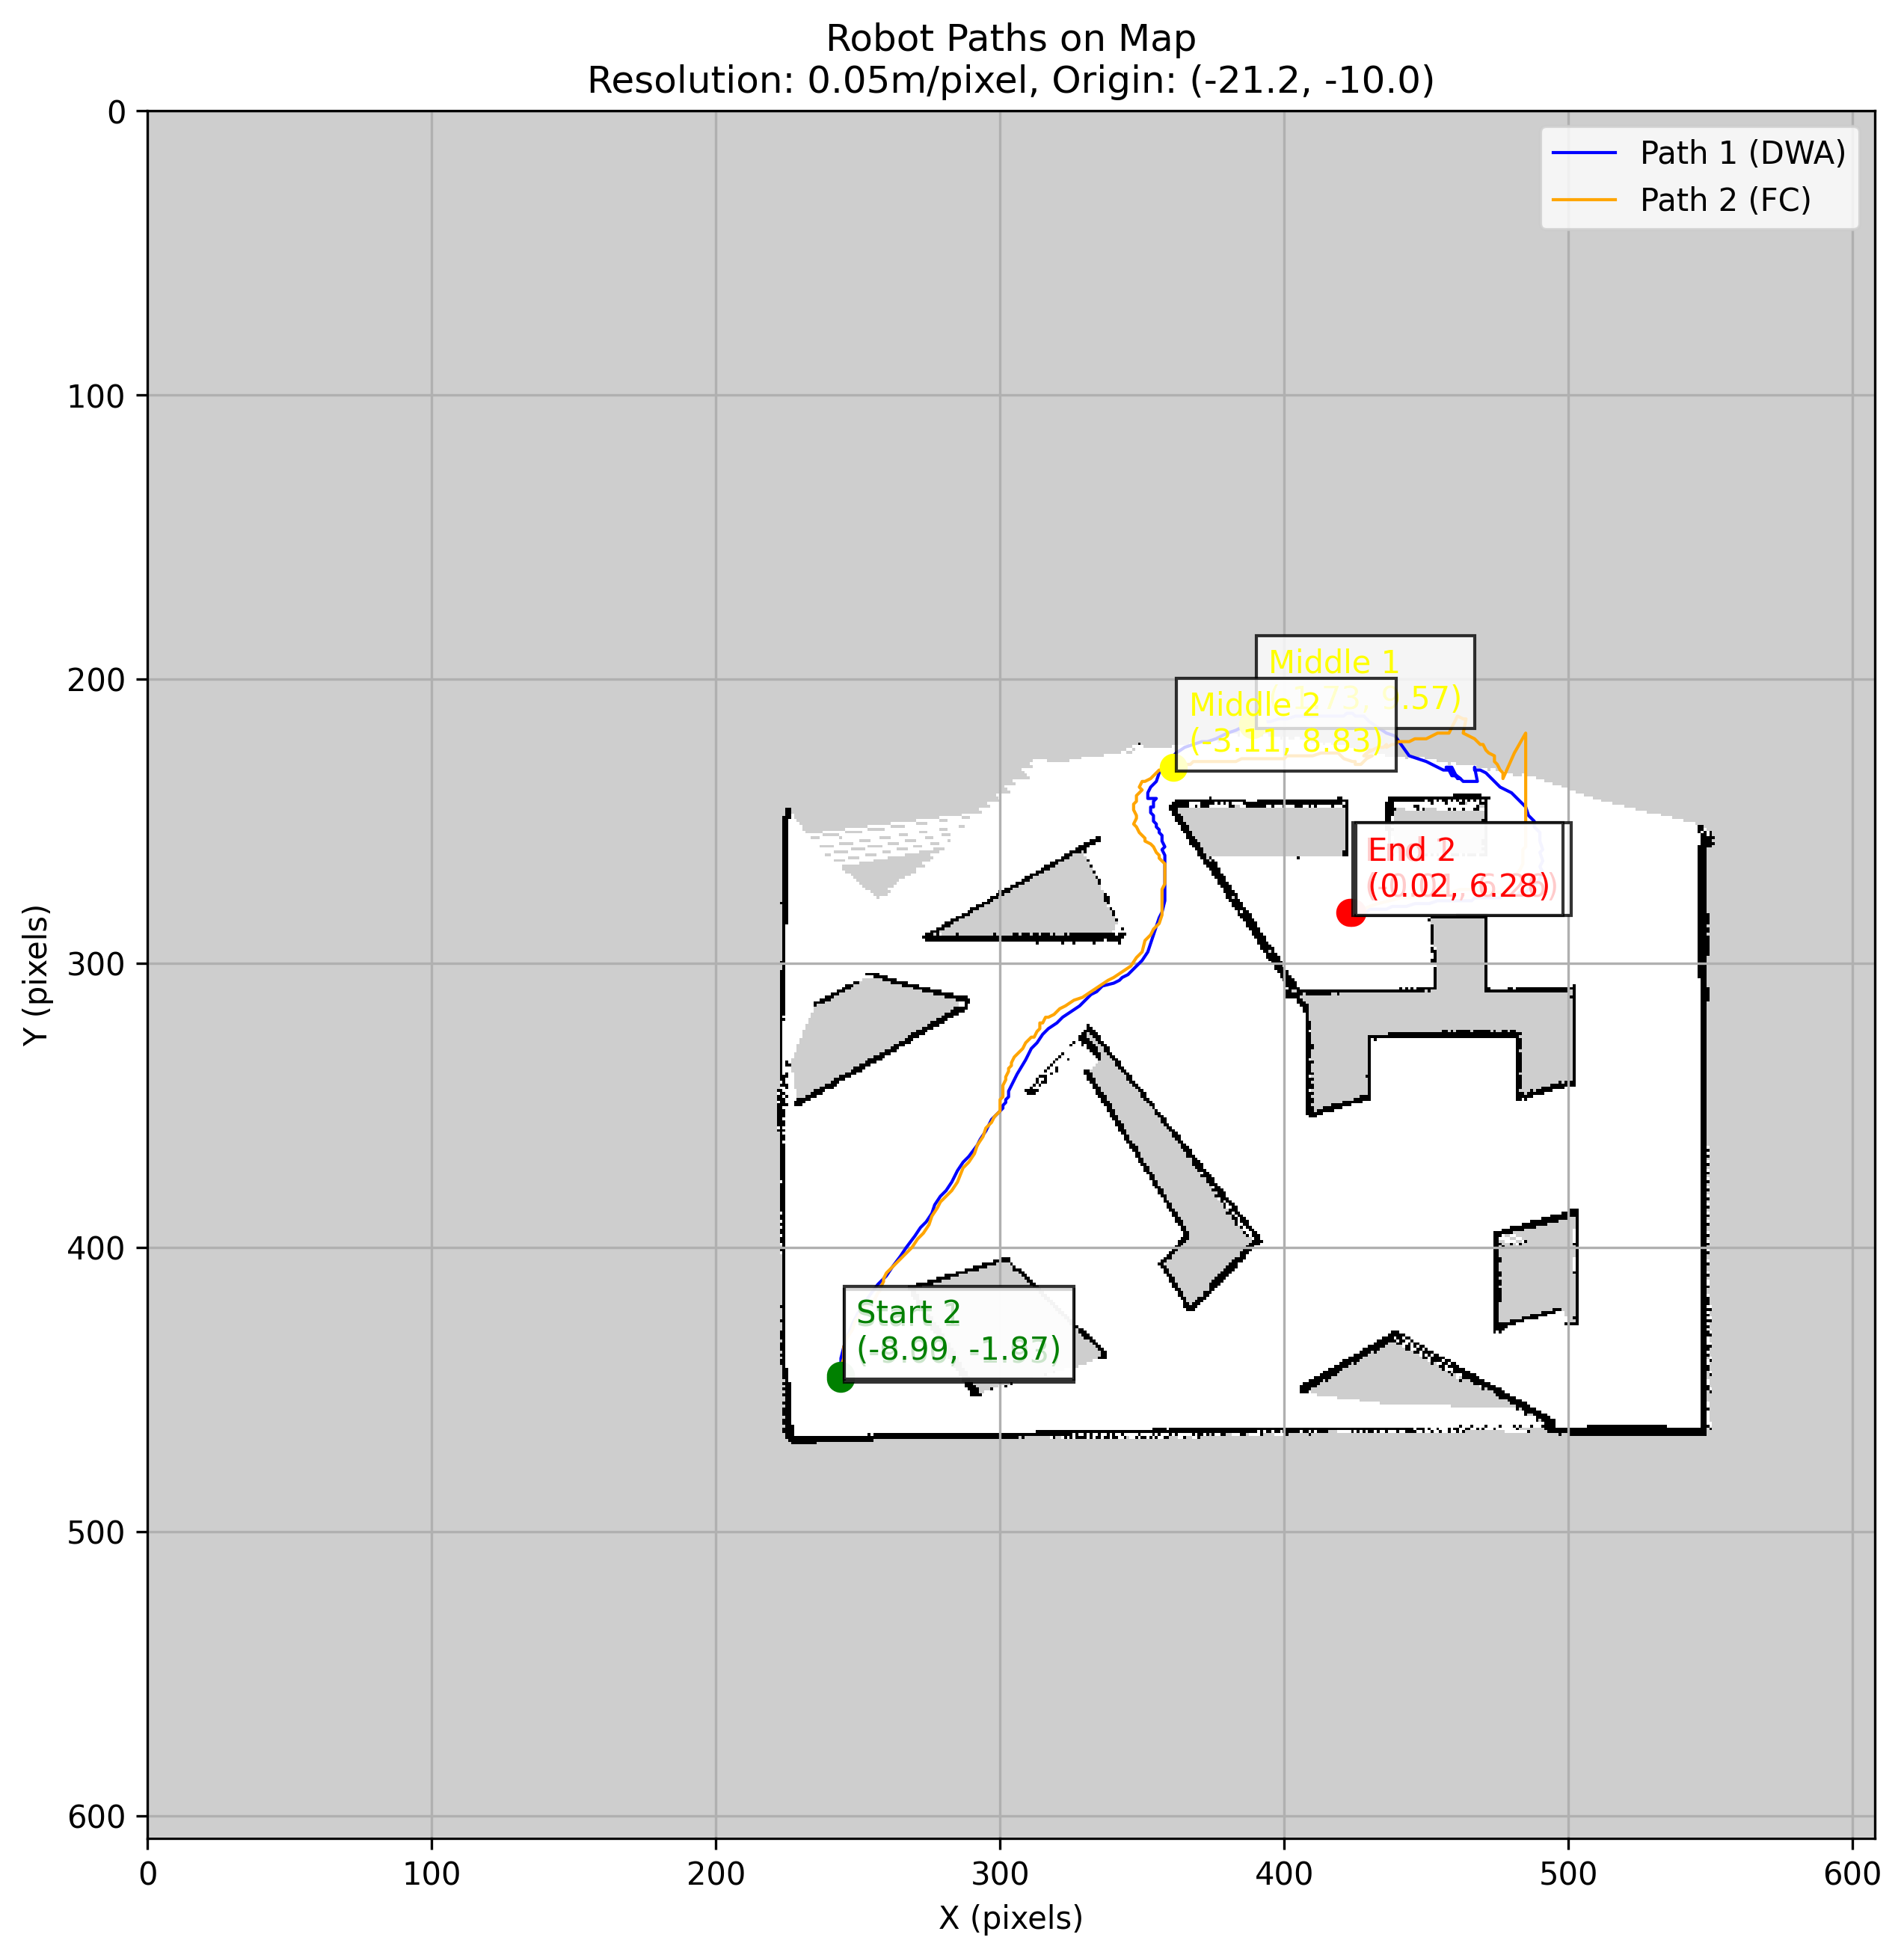 Robot Paths on Map
Resolution: 0.05m/pixel, Origin: (-21.2, -10.0)
Path 1 (DWA)
Path 2 (FC)
0
100
200
300
400
500
600
Y (pixels)
Middle 1
9.57)
Middle 2
(-3.11, 8.83)
End 2
(0.02, 6.28)
Start 2
(-8.99, -1.87)
0
100
200
300
400
500
600
X (pixels)